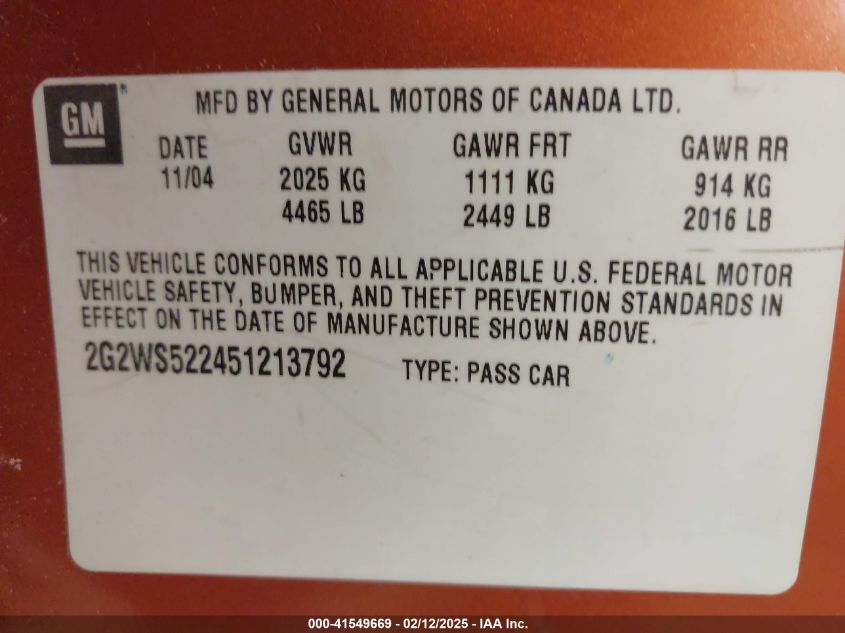 GM
MFD BY GENERAL MOTORS OF CANADA LTD.
DATE GVWR GAWR FRT GAWR RR
11/04 2025 KG 1111 KG 914 KG
4465 LB 2449 LB 2016 LB
THIS VEHICLE CONFORMS TO ALL APPLICABLE U.S. FEDERAL MOTOR
VEHICLE SAFETY, BUMPER, AND THEFT PREVENTION STANDARDS IN
EFFECT ON THE DATE OF MANUFACTURE SHOWN ABOVE.
2G2WS522451213792 TYPE: PASS CAR
000-41549669 - 02/12/2025 - IAA Inc.